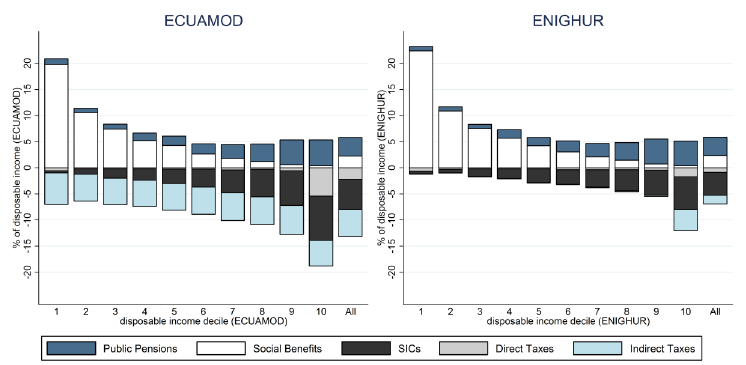 ECUAMOD
% of disposable income (ECUAMOD)
20
15
10
5
0
-5
-10
-15
-20
1 2 3 4 5 6 7 8 9 10 All
disposable income decile (ECUAMOD)
ENIGHUR
% of disposable income (ENIGHUR)
20
15
10
5
0
-5
-10
-15
-20
1 2 3 4 5 6 7 8 9 10 All
disposable income decile (ENIGHUR)
Public Pensions Social Benefits SICs Direct Taxes Indirect Taxes